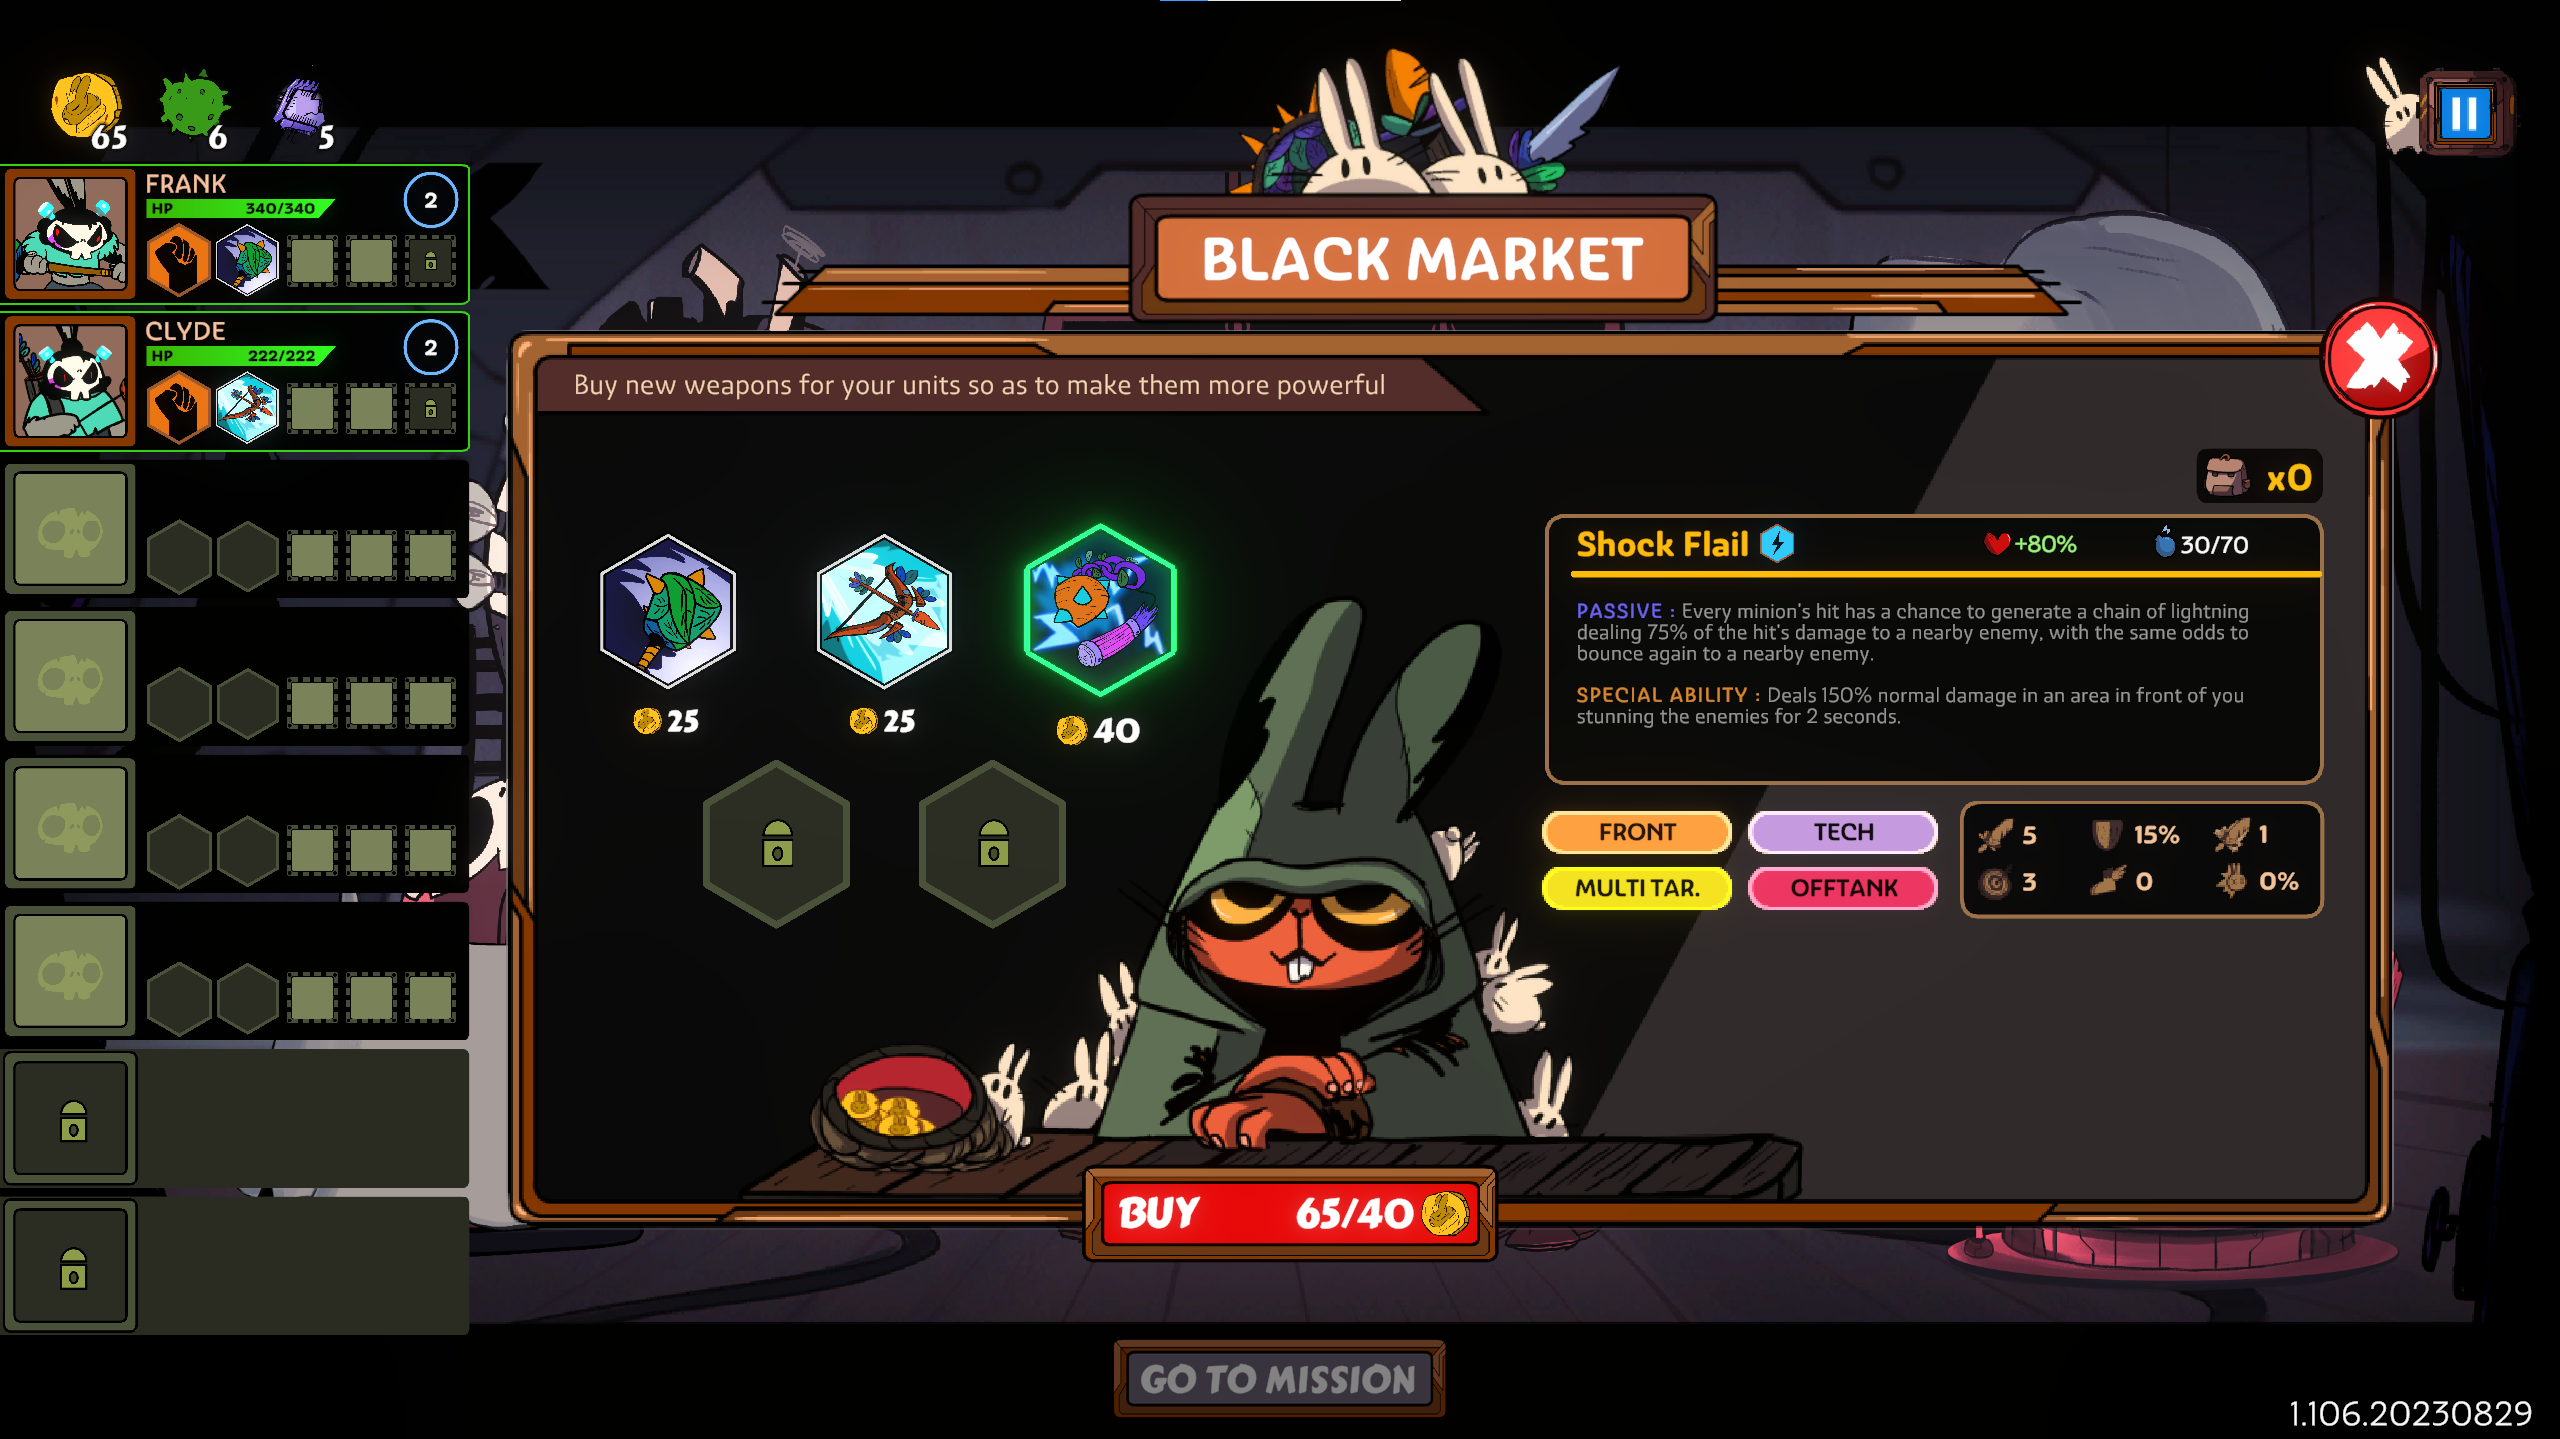 65
6
5
FRANK
HP 340/340
2
CLYDE
HP 222/222
2
BLACK MARKET
Buy new weapons for your units so as to make them more powerful
x0
25
25
40
Shock Flail +80% 30/70
PASSIVE : Every minion's hit has a chance to generate a chain of lightning
dealing 75% of the hit's damage to a nearby enemy, with the same odds to
bounce again to a nearby enemy.
SPECIAL ABILITY : Deals 150% normal damage in an area in front of you
stunning the enemies for 2 seconds.
FRONT TECH
MULTI TAR. OFFTANK
5 15% 1
3 0 0%
BUY 65/40
GO TO MISSION
1.106.20230829